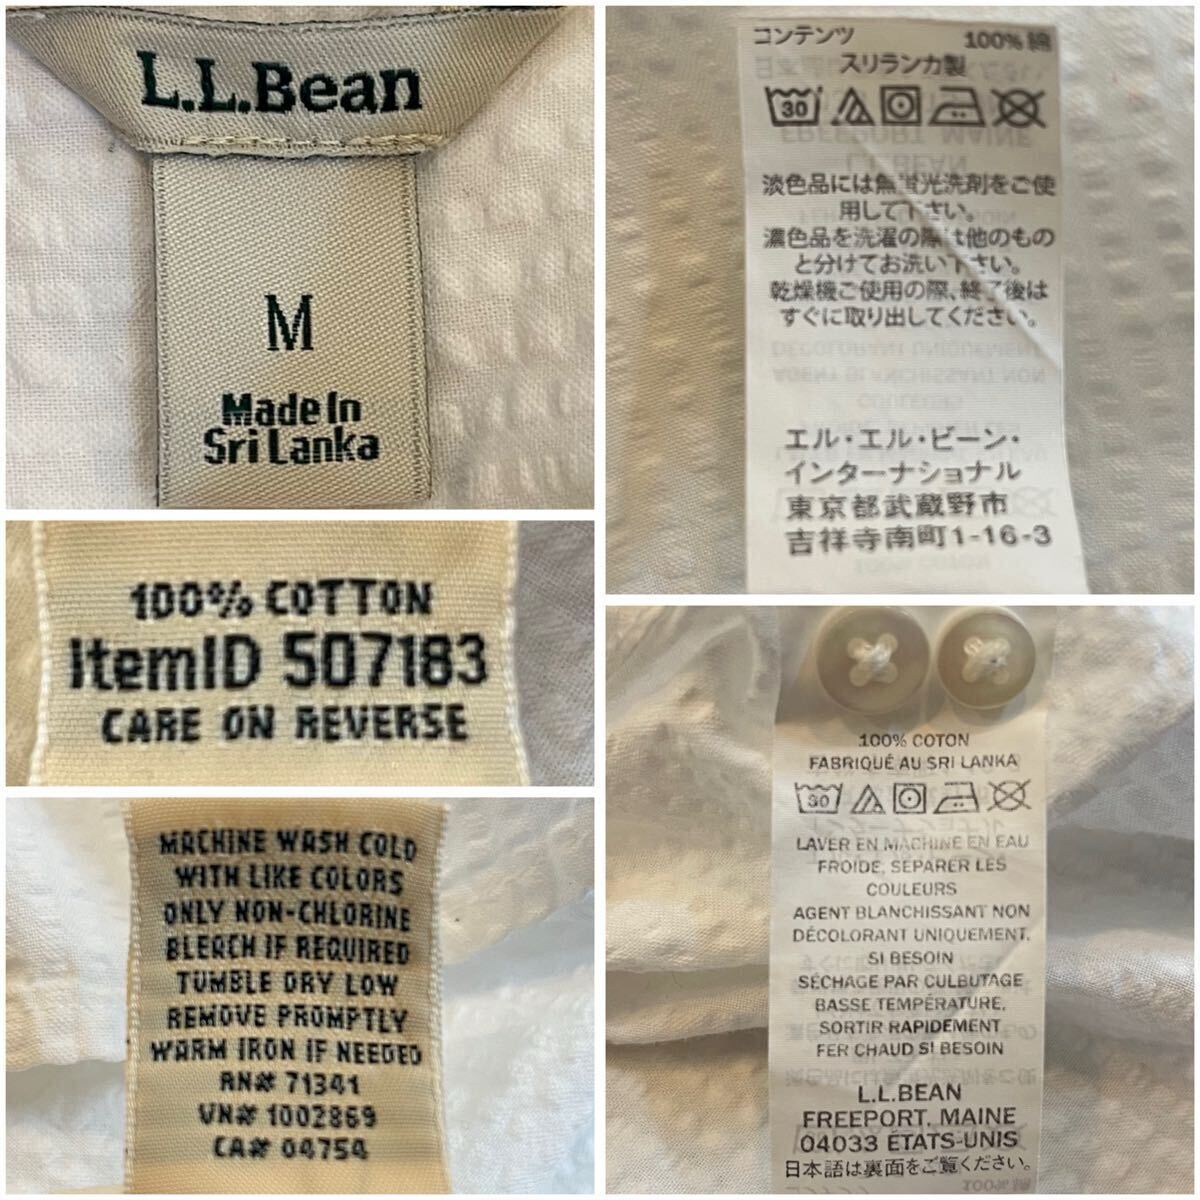 L.L.Bean
M
Made In
Sri Lanka
コンテンツ 100% 綿
スリランカ製
30
淡色品には無蛍光洗剤をご使
用して下さい。
濃色品を洗濯の際は他のもの
と分けてお洗い下さい。
乾燥機ご使用の際、終了後は
すぐに取り出してください。
エル・エル・ビーン・
インターナショナル
東京都武蔵野市
吉祥寺南町1-16-3
100% COTTON
ItemID 507183
CARE ON REVERSE
MACHINE WASH COLD
WITH LIKE COLORS
ONLY NON-CHLORINE
BLEACH IF REQUIRED
TUMBLE DRY LOW
REMOVE PROMPTLY
WARM IRON IF NEEDED
RN# 71341
VN# 1002869
CA# 04754
100% COTON
FABRIQUÉ AU SRI LANKA
30
LAVER EN MACHINE EN EAU
FROIDE, SÉPARER LES
COULEURS
AGENT BLANCHISSANT NON
DÉCOLORANT UNIQUEMENT,
SI BESOIN
SÉCHAGE PAR CULBUTAGE
BASSE TEMPÉRATURE,
SORTIR RAPIDEMENT
FER CHAUD SI BESOIN
L.L.BEAN
FREEPORT, MAINE
04033 ÉTATS-UNIS
日本語は裏面をご覧ください。